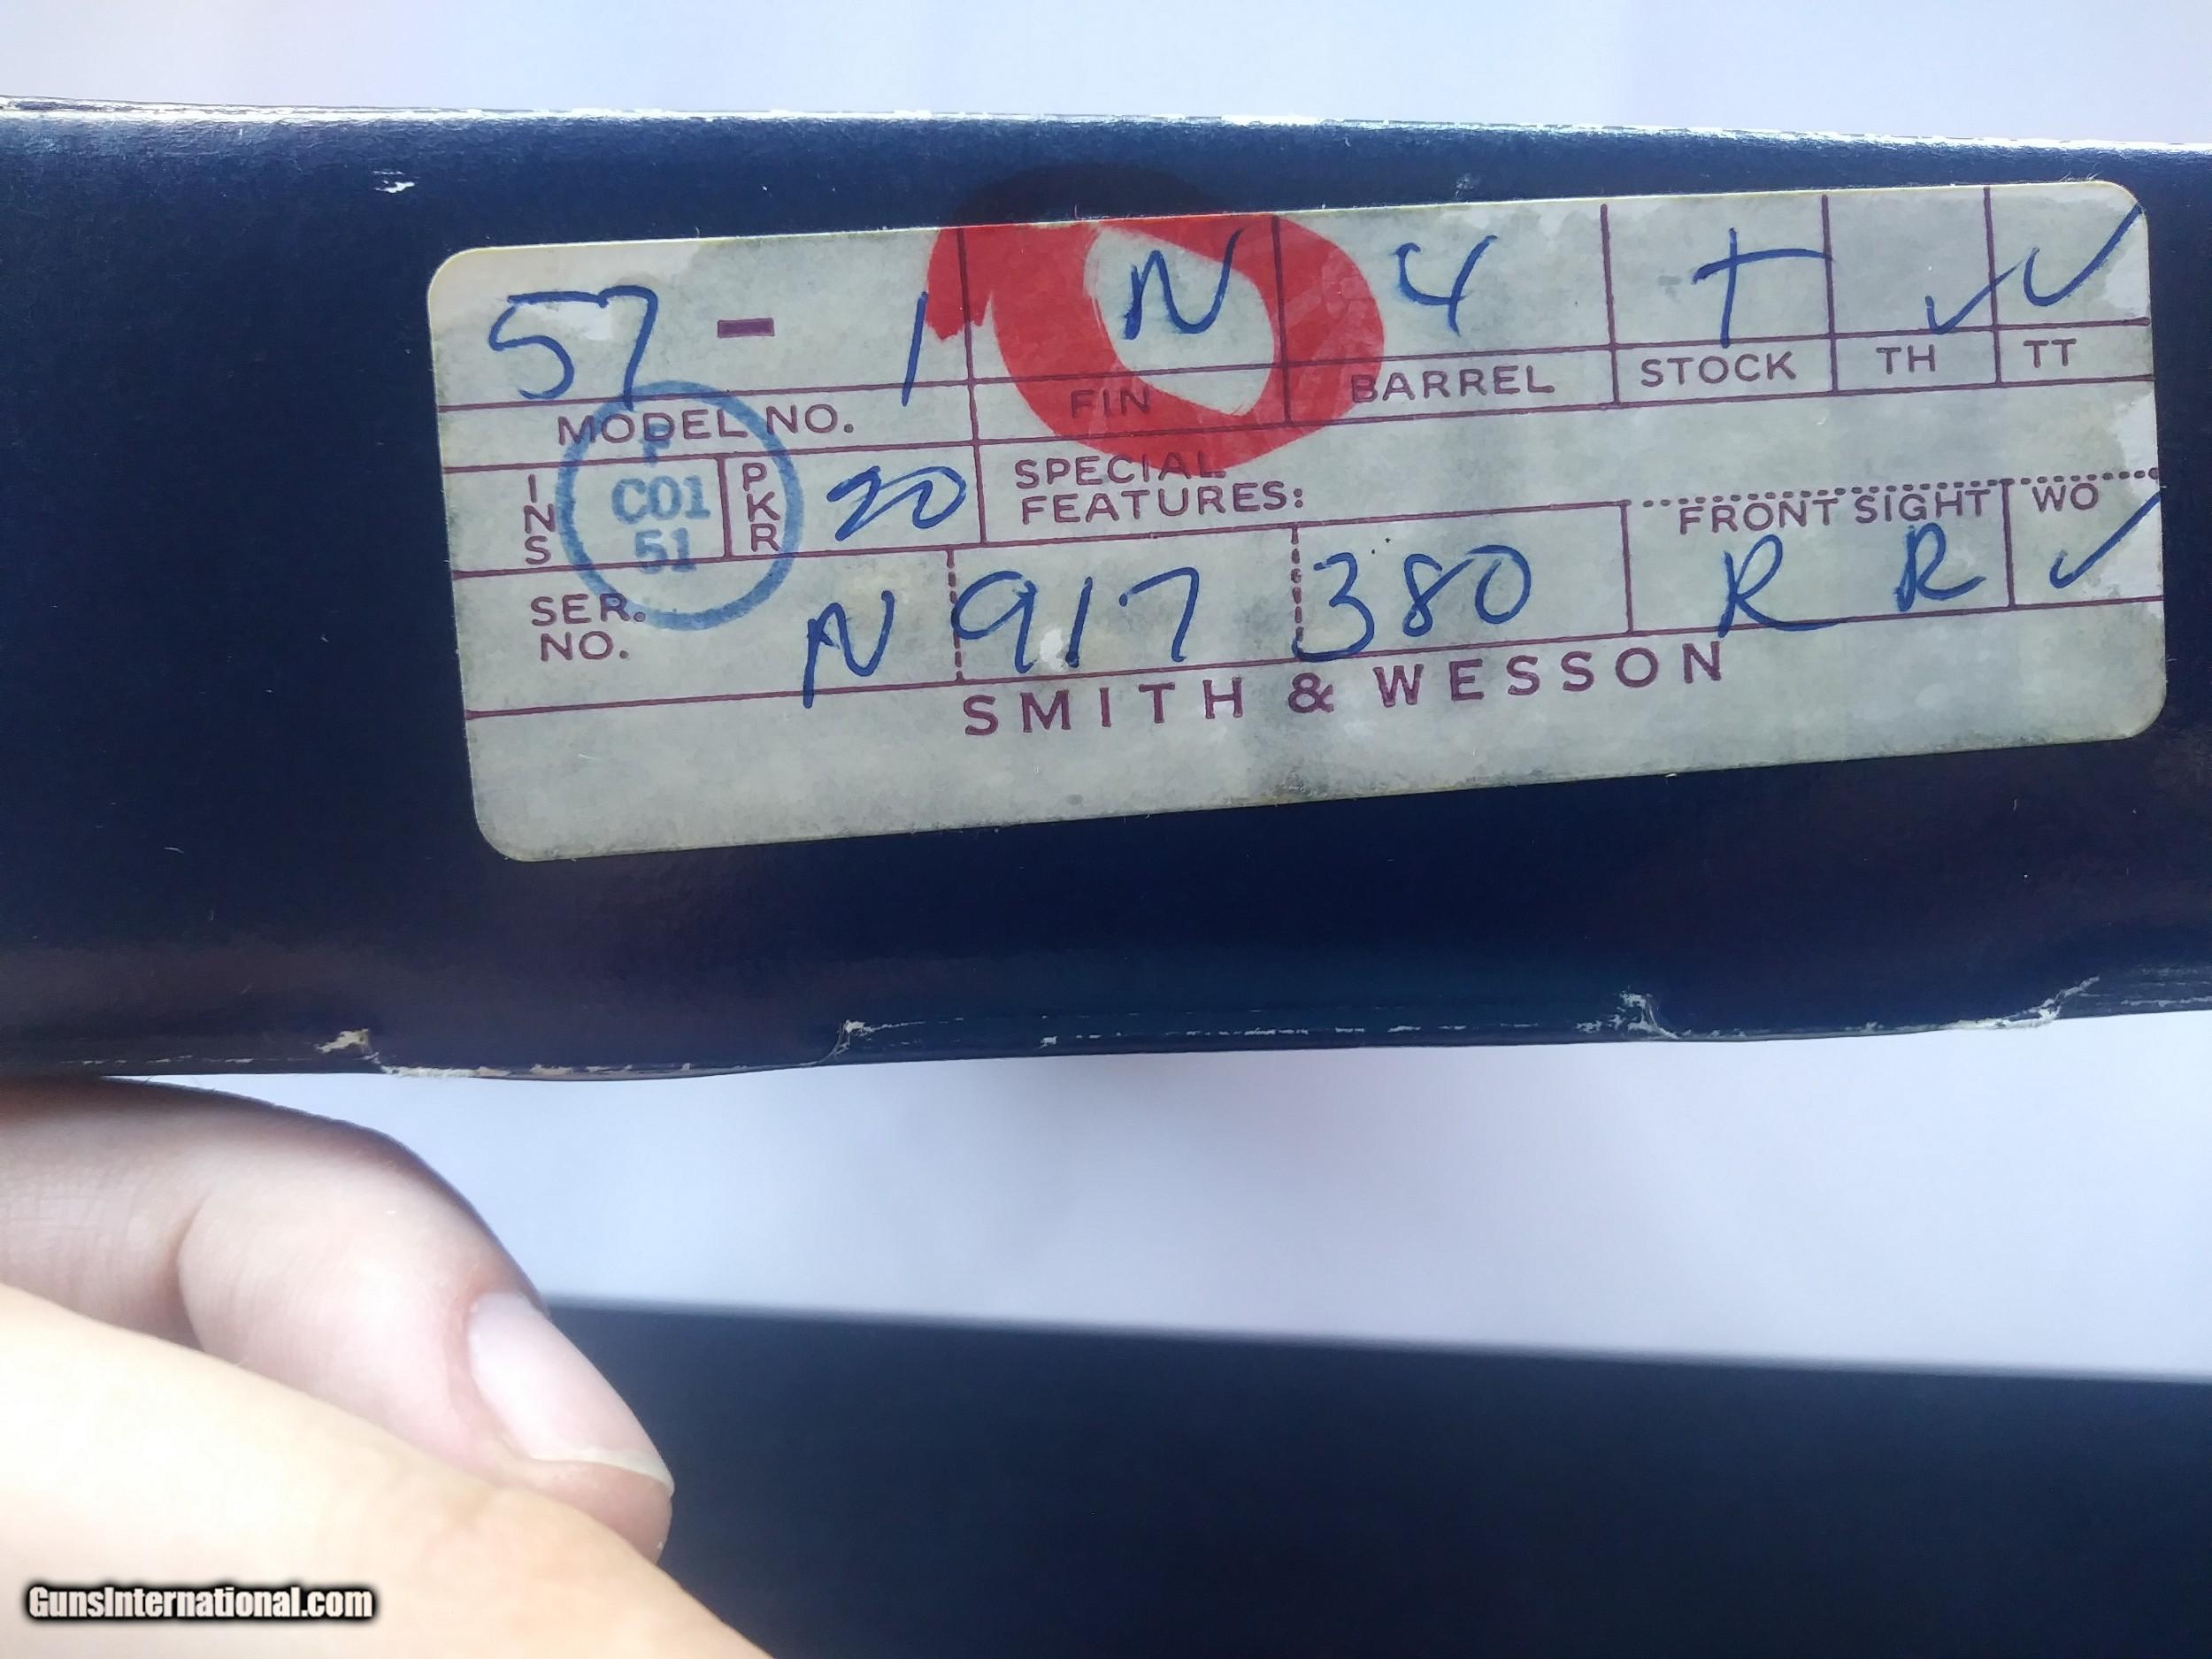 57 - 1 N 4 T ✓ ✓
MODEL NO. FIN BARREL STOCK TH TT
INS P C01 51 PKR 20 SPECIAL FEATURES:
FRONT SIGHT WO
SER. NO. N 917 380 R R ✓
SMITH & WESSON
GunsInternational.com